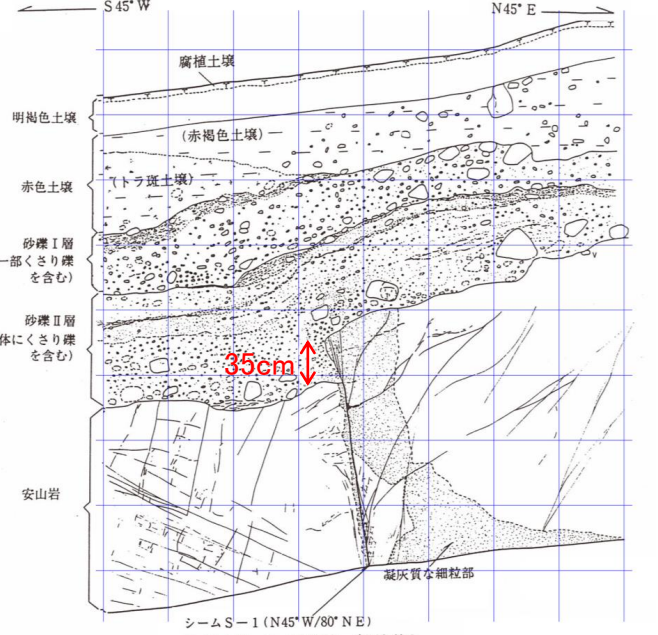 S45°W
N45°E
腐植土壌
明褐色土壌
(赤褐色土壌)
赤色土壌
(トラ斑土壌)
砂礫Ⅰ層
一部くさり礫
を含む)
砂礫Ⅱ層
体にくさり礫
を含む)
35cm
安山岩
凝灰質な細粒部
シームS-1(N45°W/80°NE)